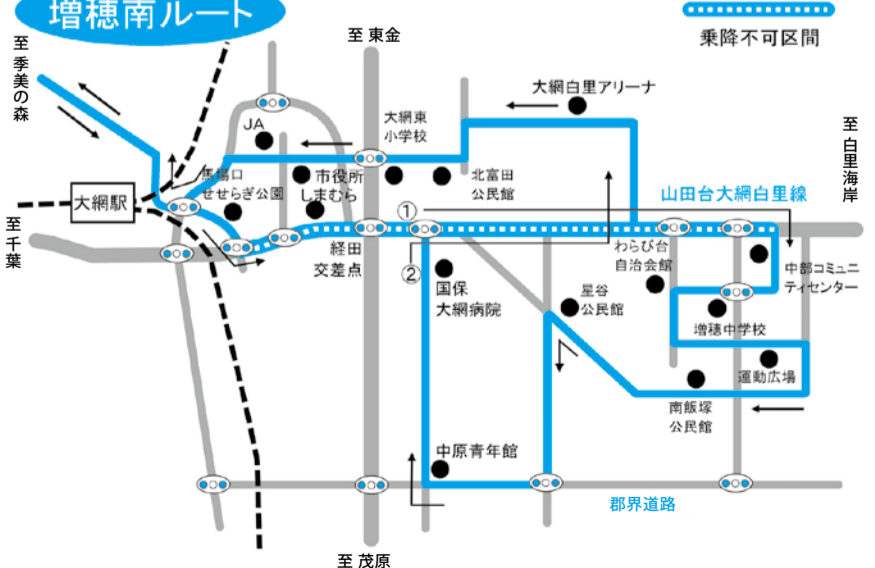 増穂南ルート
乗降不可区間
至 東金
至 季美の森
大網白里アリーナ
大網東
小学校
至 白里海岸
JA
馬場口
せせらぎ公園
市役所
しまむら
北富田
公民館
山田台大網白里線
大網駅
①
至 千葉
経田
交差点
②
わらび台
自治会館
中部コミュニ
ティセンター
国保
大網病院
星谷
公民館
増穂中学校
運動広場
南飯塚
公民館
中原青年館
郡界道路
至 茂原